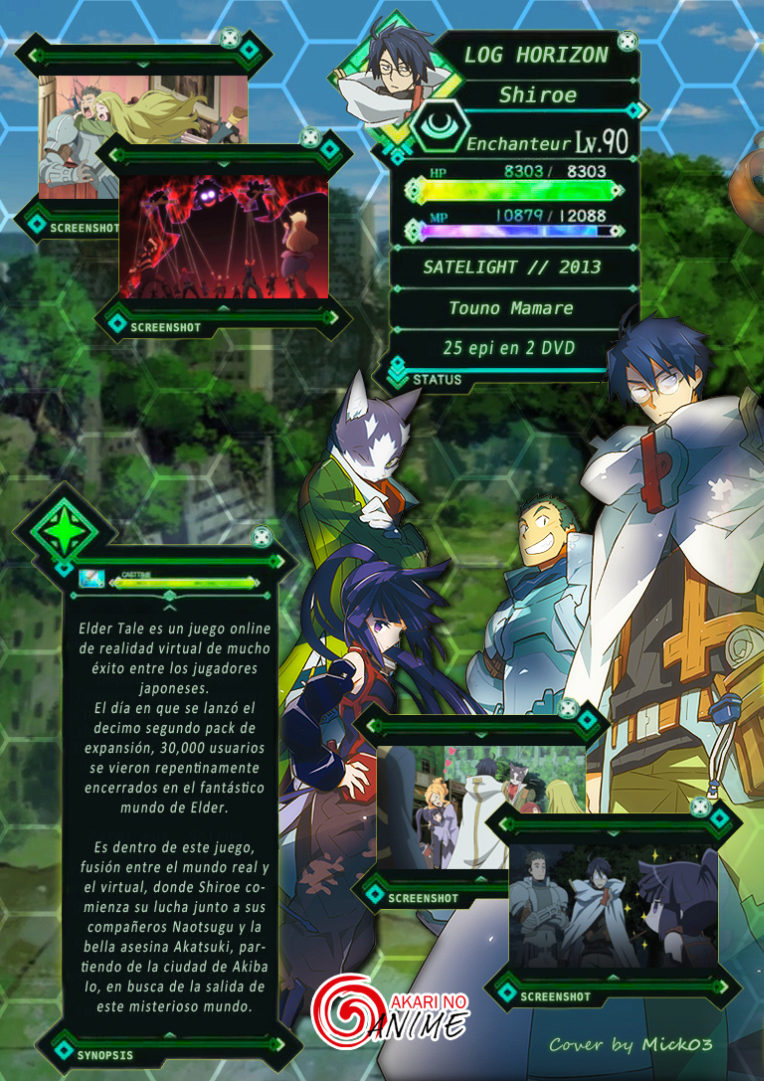 LOG HORIZON
Shiroe
Enchanteur Lv.90
HP 8303/ 8303
MP 10879/12088
SATELIGHT // 2013
Touno Mamare
25 epi en 2 DVD
STATUS
SCREENSHOT
SCREENSHOT
CASTTIME
Elder Tale es un juego online
de realidad virtual de mucho
éxito entre los jugadores
japoneses.
El día en que se lanzó el
decimo segundo pack de
expansión, 30,000 usuarios
se vieron repentinamente
encerrados en el fantástico
mundo de Elder.
Es dentro de este juego,
fusión entre el mundo real y
el virtual, donde Shiroe co-
mienza su lucha junto a sus
compañeros Naotsugu y la
bella asesina Akatsuki, par-
tiendo de la ciudad de Akiba
lo, en busca de la salida de
este misterioso mundo.
SYNOPSIS
SCREENSHOT
SCREENSHOT
AKARI NO
ANIME
Cover by Mick03